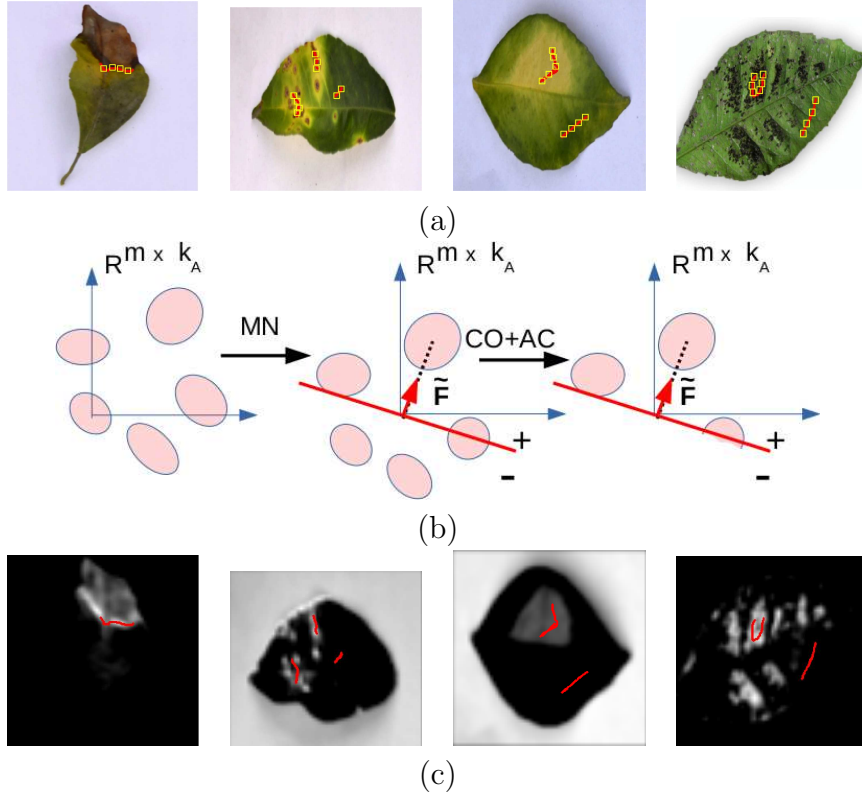 (a)
R^m x k_A
R^m x k_A
R^m x k_A
MN
CO+AC
F̃
F̃
+
+
-
-
(b)
(c)